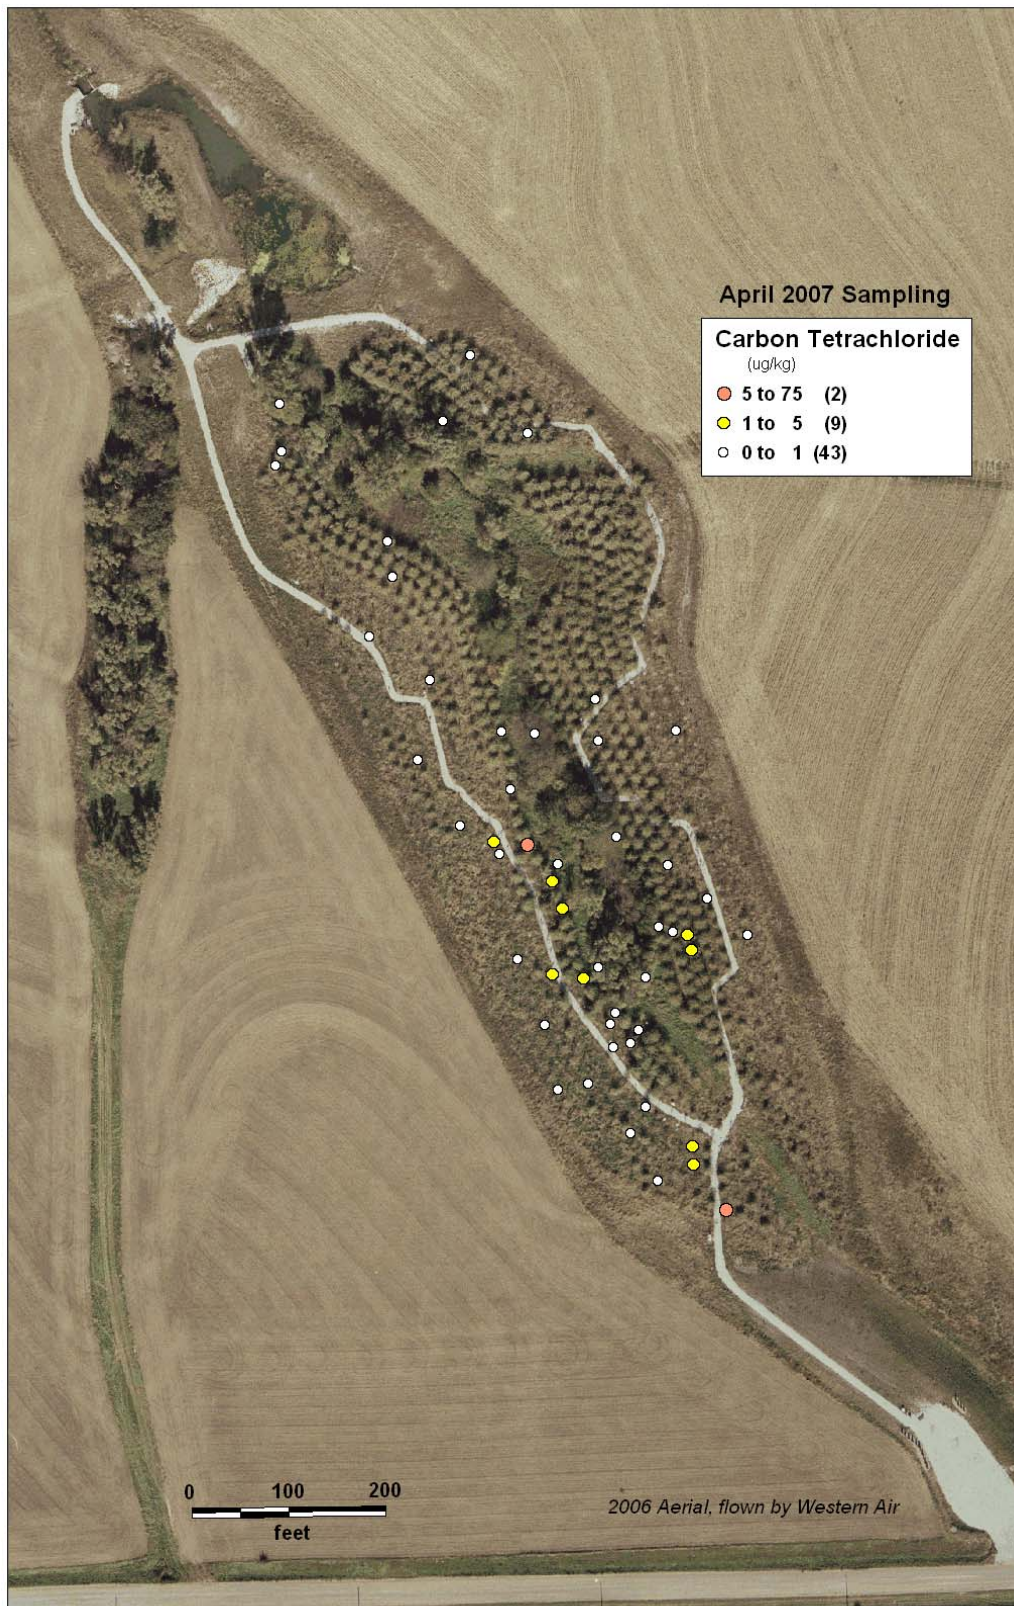 April 2007 Sampling
Carbon Tetrachloride
(ug/kg)
5 to 75 (2)
1 to 5 (9)
0 to 1 (43)
0 100 200
feet
2006 Aerial, flown by Western Air